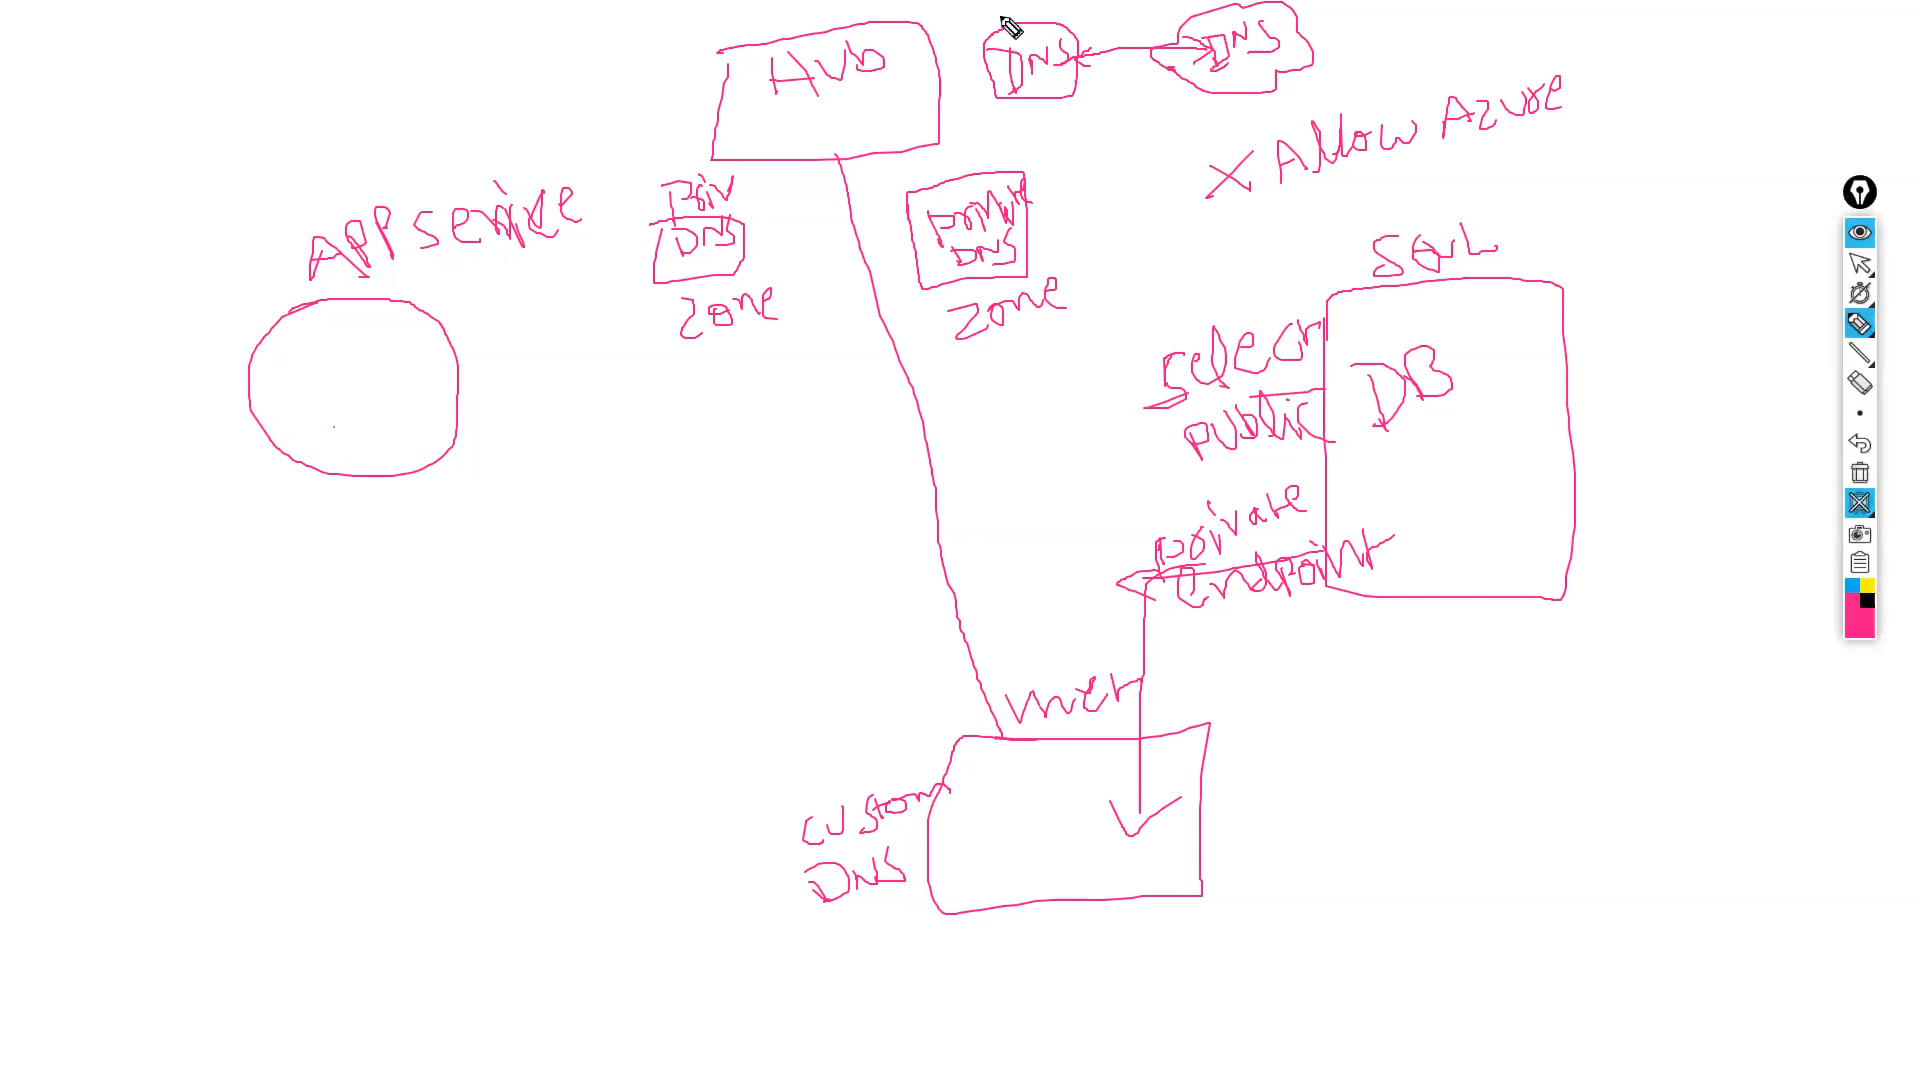 Hub
DNS
DNS
X Allow Azure
App service
Priv
DNS
Zone
Private
DNS
Zone
SQL
DB
select
public
private
endpoint
vnet
custom
DNS